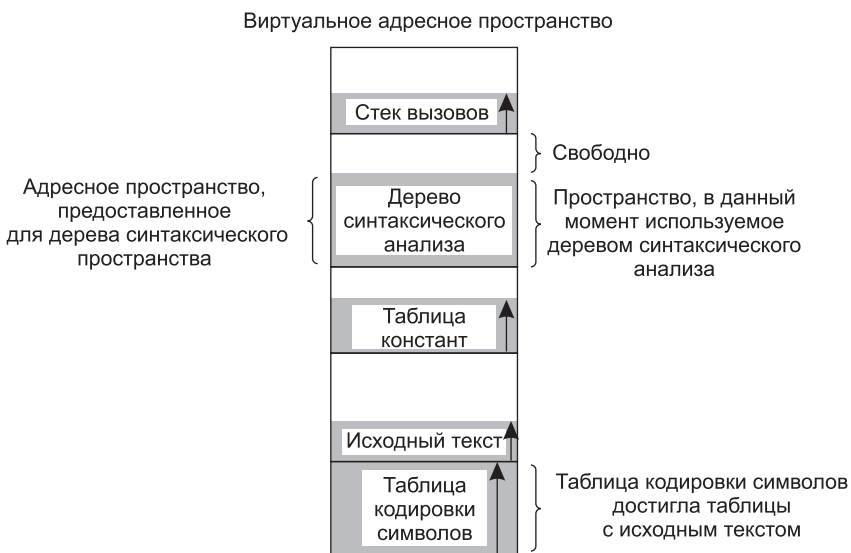 Виртуальное адресное пространство
Стек вызовов
Свободно
Адресное пространство,
предоставленное
для дерева синтаксического
пространства
Дерево
синтаксического
анализа
Пространство, в данный
момент используемое
деревом синтаксического
анализа
Таблица
констант
Исходный текст
Таблица
кодировки
символов
Таблица кодировки символов
достигла таблицы
с исходным текстом